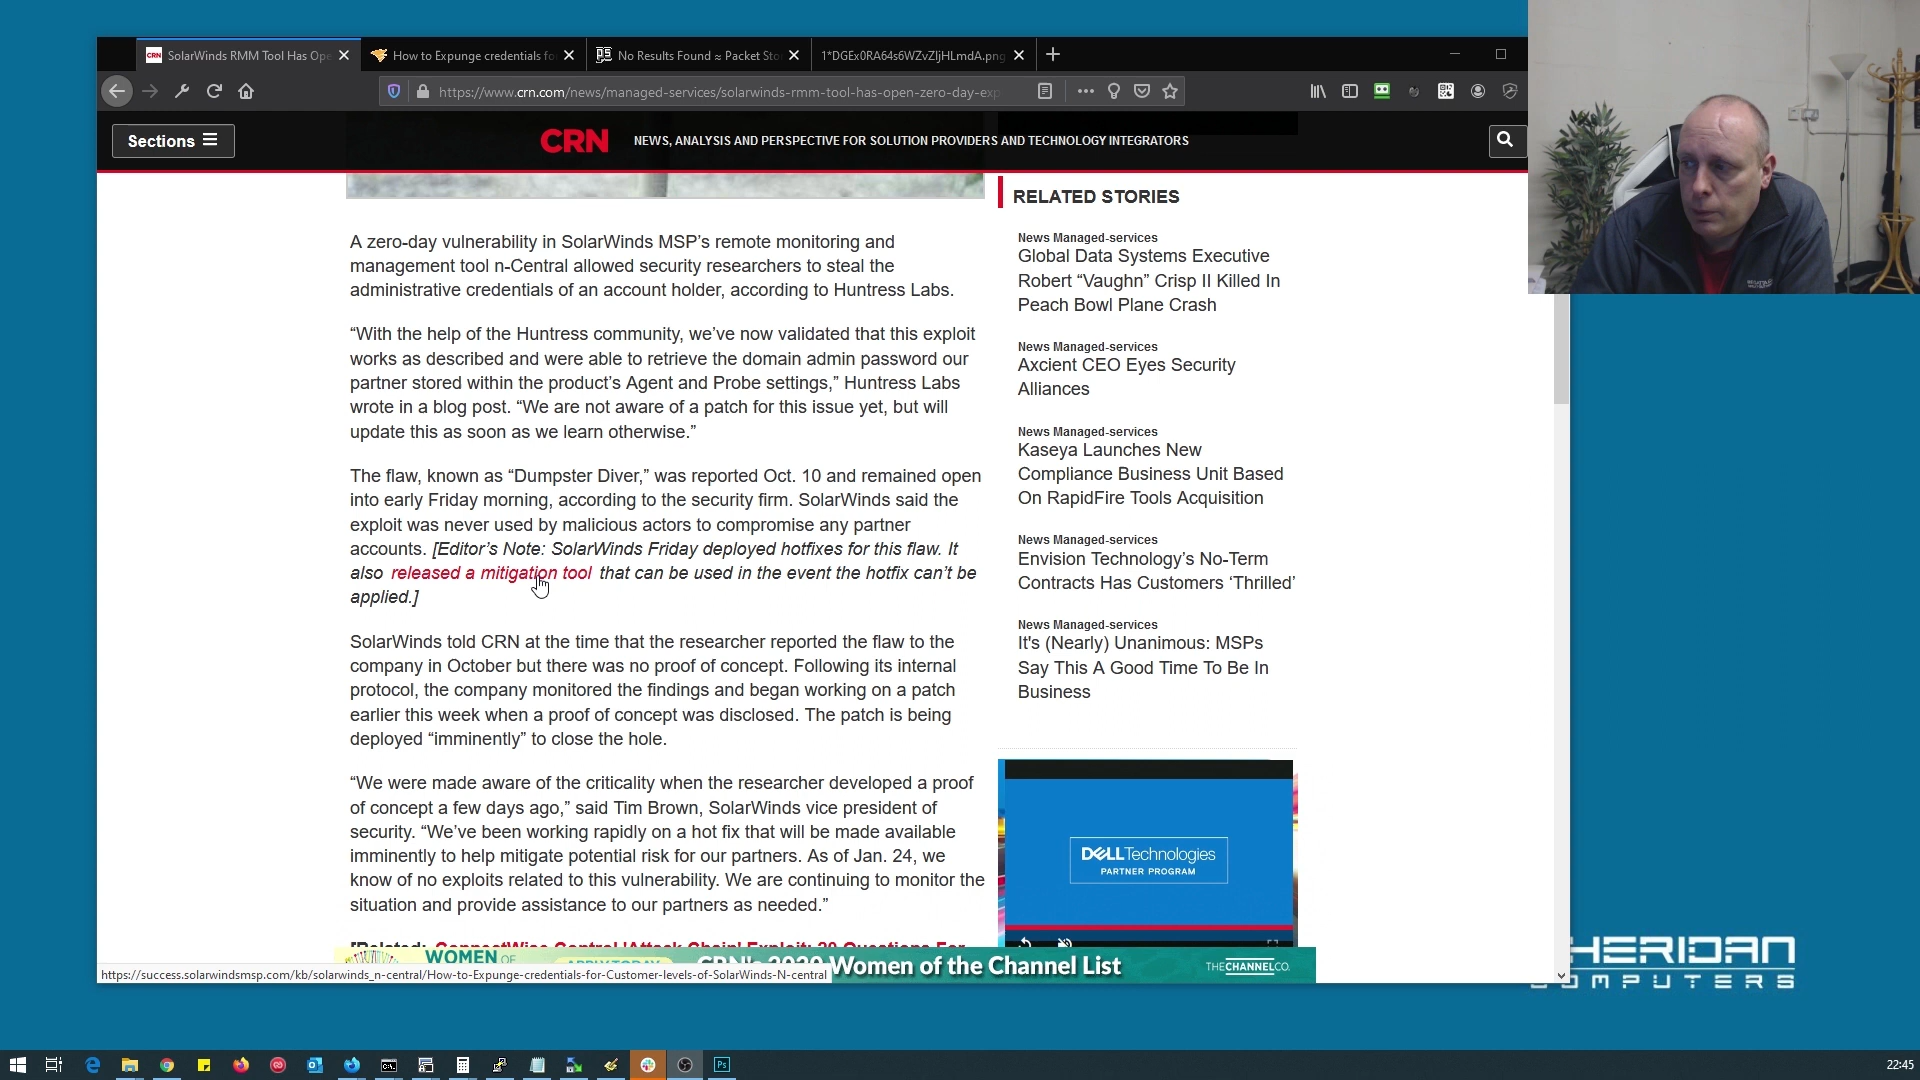 SolarWinds RMM Tool Has Ope
How to Expunge credentials fo
No Results Found ≈ Packet Sto
1*DGEx0RA64s6WZvZIjHLmdA.png
https://www.crn.com/news/managed-services/solarwinds-rmm-tool-has-open-zero-day-exp
Sections
CRN
NEWS, ANALYSIS AND PERSPECTIVE FOR SOLUTION PROVIDERS AND TECHNOLOGY INTEGRATORS
A zero-day vulnerability in SolarWinds MSP's remote monitoring and
management tool n-Central allowed security researchers to steal the
administrative credentials of an account holder, according to Huntress Labs.
“With the help of the Huntress community, we’ve now validated that this exploit
works as described and were able to retrieve the domain admin password our
partner stored within the product’s Agent and Probe settings,” Huntress Labs
wrote in a blog post. “We are not aware of a patch for this issue yet, but will
update this as soon as we learn otherwise.”
The flaw, known as “Dumpster Diver,” was reported Oct. 10 and remained open
into early Friday morning, according to the security firm. SolarWinds said the
exploit was never used by malicious actors to compromise any partner
accounts. [Editor’s Note: SolarWinds Friday deployed hotfixes for this flaw. It
also released a mitigation tool that can be used in the event the hotfix can’t be
applied.]
SolarWinds told CRN at the time that the researcher reported the flaw to the
company in October but there was no proof of concept. Following its internal
protocol, the company monitored the findings and began working on a patch
earlier this week when a proof of concept was disclosed. The patch is being
deployed “imminently” to close the hole.
“We were made aware of the criticality when the researcher developed a proof
of concept a few days ago,” said Tim Brown, SolarWinds vice president of
security. “We’ve been working rapidly on a hot fix that will be made available
imminently to help mitigate potential risk for our partners. As of Jan. 24, we
know of no exploits related to this vulnerability. We are continuing to monitor the
situation and provide assistance to our partners as needed.”
[Related: ConnectWise Control 'Attack Chain' Exploit: 20 Questions For
RELATED STORIES
News Managed-services
Global Data Systems Executive
Robert “Vaughn” Crisp II Killed In
Peach Bowl Plane Crash
News Managed-services
Axcient CEO Eyes Security
Alliances
News Managed-services
Kaseya Launches New
Compliance Business Unit Based
On RapidFire Tools Acquisition
News Managed-services
Envision Technology’s No-Term
Contracts Has Customers ‘Thrilled’
News Managed-services
It's (Nearly) Unanimous: MSPs
Say This A Good Time To Be In
Business
DELLTechnologies
PARTNER PROGRAM
WOMEN OF
APPLY TODAY
CRN's 2020 Women of the Channel List
THECHANNELCO.
https://success.solarwindsmsp.com/kb/solarwinds_n-central/How-to-Expunge-credentials-for-Customer-levels-of-SolarWinds-N-central
SHERIDAN
COMPUTERS
22:45